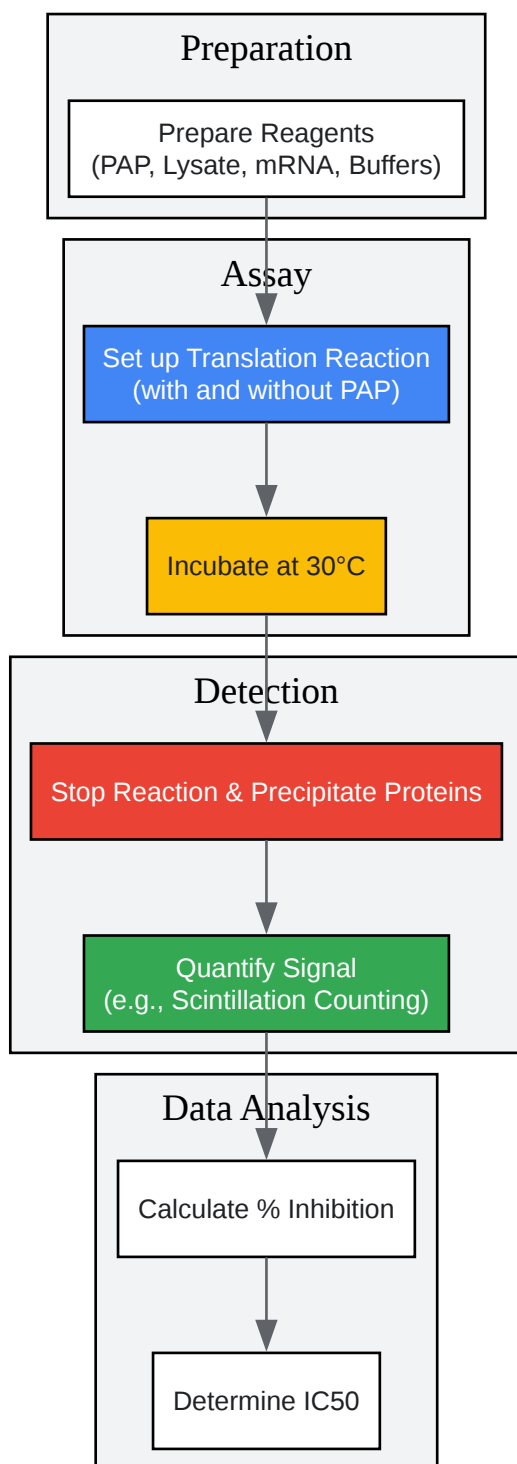 Preparation
Prepare Reagents
(PAP, Lysate, mRNA, Buffers)
Assay
Set up Translation Reaction
(with and without PAP)
Incubate at 30°C
Detection
Stop Reaction & Precipitate Proteins
Quantify Signal
(e.g., Scintillation Counting)
Data Analysis
Calculate % Inhibition
Determine IC50